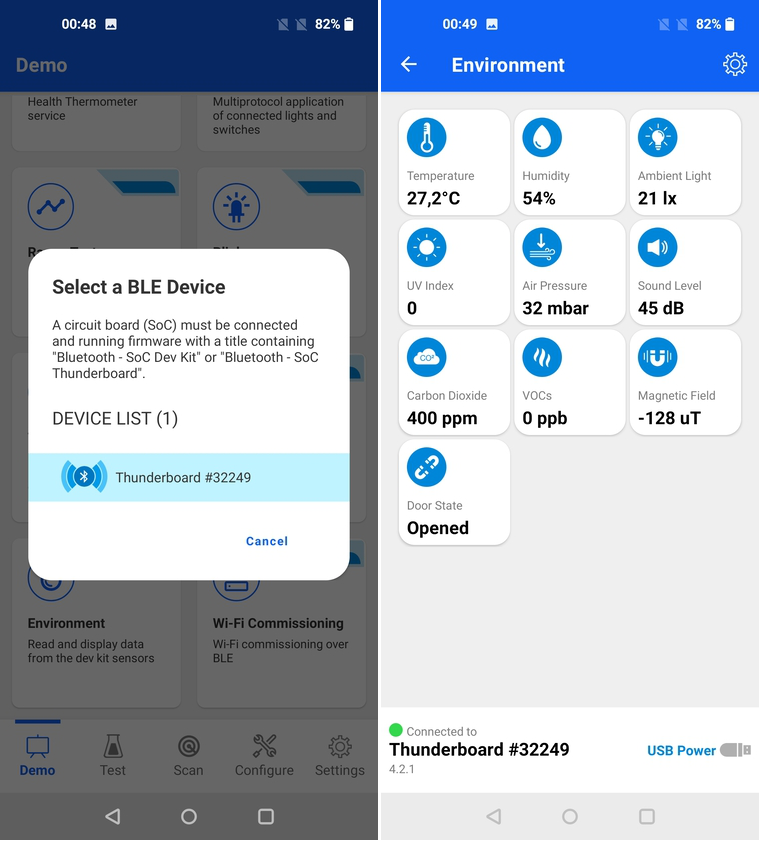 00:48
82%
Demo
Health Thermometer
service
Multiprotocol application
of connected lights and
switches
Select a BLE Device
A circuit board (SoC) must be connected
and running firmware with a title containing
"Bluetooth - SoC Dev Kit" or "Bluetooth - SoC
Thunderboard".
DEVICE LIST (1)
Thunderboard #32249
Cancel
Environment
Read and display data
from the dev kit sensors
Wi-Fi Commissioning
Wi-Fi commissioning over
BLE
Demo
Test
Scan
Configure
Settings
00:49
82%
Environment
Temperature
27,2°C
Humidity
54%
Ambient Light
21 lx
UV Index
0
Air Pressure
32 mbar
Sound Level
45 dB
CO²
Carbon Dioxide
400 ppm
VOCs
0 ppb
Magnetic Field
-128 uT
Door State
Opened
Connected to
Thunderboard #32249
4.2.1
USB Power